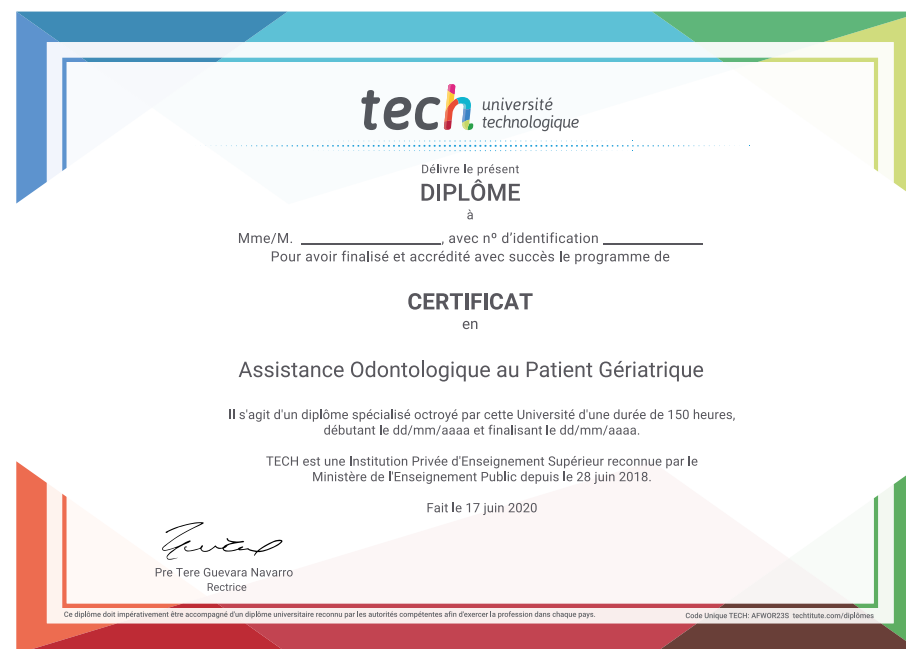 tech université
technologique
Délivre le présent
DIPLÔME
à
Mme/M. ____________________, avec nº d'identification ______________
Pour avoir finalisé et accrédité avec succès le programme de
CERTIFICAT
en
Assistance Odontologique au Patient Gériatrique
Il s'agit d'un diplôme spécialisé octroyé par cette Université d'une durée de 150 heures,
débutant le dd/mm/aaaa et finalisant le dd/mm/aaaa.
TECH est une Institution Privée d'Enseignement Supérieur reconnue par le
Ministère de l'Enseignement Public depuis le 28 juin 2018.
Fait le 17 juin 2020
Pre Tere Guevara Navarro
Rectrice
Ce diplôme doit impérativement être accompagné d'un diplôme universitaire reconnu par les autorités compétentes afin d'exercer la profession dans chaque pays.
Code Unique TECH: AFWOR23S techtitute.com/diplômes